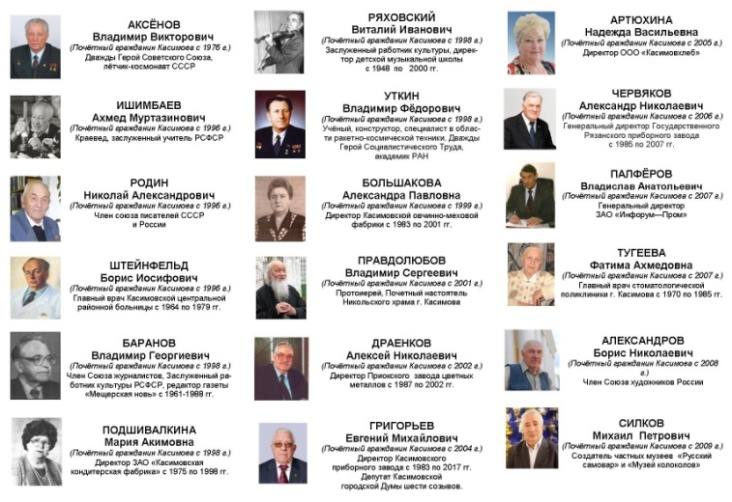 АКСЁНОВ
Владимир Викторович
(Почётный гражданин Касимова с 1976 г.)
Дважды Герой Советского Союза,
лётчик-космонавт СССР
ИШИМБАЕВ
Ахмед Муртазинович
(Почётный гражданин Касимова с 1996 г.)
Краевед, заслуженный учитель РСФСР
РОДИН
Николай Александрович
(Почётный гражданин Касимова с 1996 г.)
Член союза писателей СССР
и России
ШТЕЙНФЕЛЬД
Борис Иосифович
(Почётный гражданин Касимова с 1996 г.)
Главный врач Касимовской центральной
районной больницы с 1964 по 1979 гг.
БАРАНОВ
Владимир Георгиевич
(Почётный гражданин Касимова с 1998 г.)
Член Союза журналистов, Заслуженный ра-
ботник культуры РСФСР, редактор газеты
«Мещерская новь» с 1961-1988 гг.
ПОДШИВАЛКИНА
Мария Акимовна
(Почётный гражданин Касимова с 1998 г.)
Директор ЗАО «Касимовская
кондитерская фабрика» с 1975 по 1998 гг.
РЯХОВСКИЙ
Виталий Иванович
(Почётный гражданин Касимова с 1998 г.)
Заслуженный работник культуры, дирек-
тор детской музыкальной школы
с 1948 по 2000 гг.
УТКИН
Владимир Фёдорович
(Почётный гражданин Касимова с 1998 г.)
Учёный, конструктор, специалист в облас-
ти ракетно-космической техники. Дважды
Герой Социалистического Труда,
академик РАН
БОЛЬШАКОВА
Александра Павловна
(Почётный гражданин Касимова с 1999 г.)
Директор Касимовской овчинно-меховой
фабрики с 1983 по 2001 гг.
ПРАВДОЛЮБОВ
Владимир Сергеевич
(Почётный гражданин Касимова с 2001 г.)
Протоиерей, Почетный настоятель
Никольского храма г. Касимова
ДРАЕНКОВ
Алексей Николаевич
(Почётный гражданин Касимова с 2002 г.)
Директор Приокского завода цветных
металлов с 1987 по 2002 гг.
ГРИГОРЬЕВ
Евгений Михайлович
(Почётный гражданин Касимова с 2004 г.)
Директор Касимовского
приборного завода с 1983 по 2017 гг.
Депутат Касимовской
городской Думы шести созывов.
АРТЮХИНА
Надежда Васильевна
(Почётный гражданин Касимова с 2005 г.)
Директор ООО «Касимовхлеб»
ЧЕРВЯКОВ
Александр Николаевич
(Почётный гражданин Касимова с 2006 г.)
Генеральный директор Государственного
Рязанского приборного завода
с 1985 по 2007 гг.
ПАЛФЁРОВ
Владислав Анатольевич
(Почётный гражданин Касимова с 2007 г.)
Генеральный директор
ЗАО «Инфорум—Пром»
ТУГЕЕВА
Фатима Ахмедовна
(Почётный гражданин Касимова с 2007 г.)
Главный врач стоматологической
поликлиники г. Касимова с 1970 по 1985 гг.
АЛЕКСАНДРОВ
Борис Николаевич
(Почётный гражданин Касимова с 2008
г.)
Член Союза художников России
СИЛКОВ
Михаил Петрович
(Почётный гражданин Касимова с 2009 г.)
Создатель частных музеев «Русский
самовар» и «Музей колоколов»